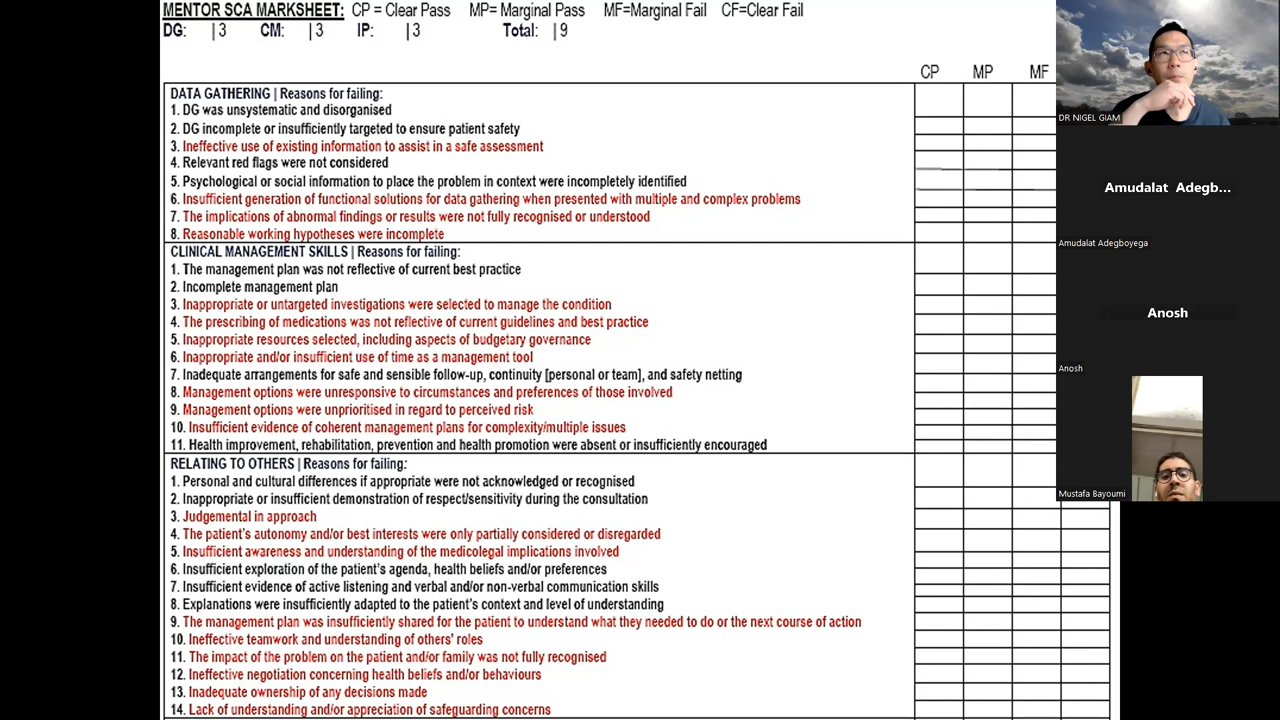 MENTOR SCA MARKSHEET: CP = Clear Pass MP= Marginal Pass MF=Marginal Fail CF=Clear Fail
DG: |3 CM: |3 IP: |3 Total: |9
CP MP MF
DATA GATHERING | Reasons for failing:
1. DG was unsystematic and disorganised
2. DG incomplete or insufficiently targeted to ensure patient safety
3. Ineffective use of existing information to assist in a safe assessment
4. Relevant red flags were not considered
5. Psychological or social information to place the problem in context were incompletely identified
6. Insufficient generation of functional solutions for data gathering when presented with multiple and complex problems
7. The implications of abnormal findings or results were not fully recognised or understood
8. Reasonable working hypotheses were incomplete
CLINICAL MANAGEMENT SKILLS | Reasons for failing:
1. The management plan was not reflective of current best practice
2. Incomplete management plan
3. Inappropriate or untargeted investigations were selected to manage the condition
4. The prescribing of medications was not reflective of current guidelines and best practice
5. Inappropriate resources selected, including aspects of budgetary governance
6. Inappropriate and/or insufficient use of time as a management tool
7. Inadequate arrangements for safe and sensible follow-up, continuity [personal or team], and safety netting
8. Management options were unresponsive to circumstances and preferences of those involved
9. Management options were unprioritised in regard to perceived risk
10. Insufficient evidence of coherent management plans for complexity/multiple issues
11. Health improvement, rehabilitation, prevention and health promotion were absent or insufficiently encouraged
RELATING TO OTHERS | Reasons for failing:
1. Personal and cultural differences if appropriate were not acknowledged or recognised
2. Inappropriate or insufficient demonstration of respect/sensitivity during the consultation
3. Judgemental in approach
4. The patient's autonomy and/or best interests were only partially considered or disregarded
5. Insufficient awareness and understanding of the medicolegal implications involved
6. Insufficient exploration of the patient's agenda, health beliefs and/or preferences
7. Insufficient evidence of active listening and verbal and/or non-verbal communication skills
8. Explanations were insufficiently adapted to the patient's context and level of understanding
9. The management plan was insufficiently shared for the patient to understand what they needed to do or the next course of action
10. Ineffective teamwork and understanding of others' roles
11. The impact of the problem on the patient and/or family was not fully recognised
12. Ineffective negotiation concerning health beliefs and/or behaviours
13. Inadequate ownership of any decisions made
14. Lack of understanding and/or appreciation of safeguarding concerns
DR NIGEL GIAM
Amudalat Adegb...
Amudalat Adegboyega
Anosh
Anosh
Mustafa Bayoumi